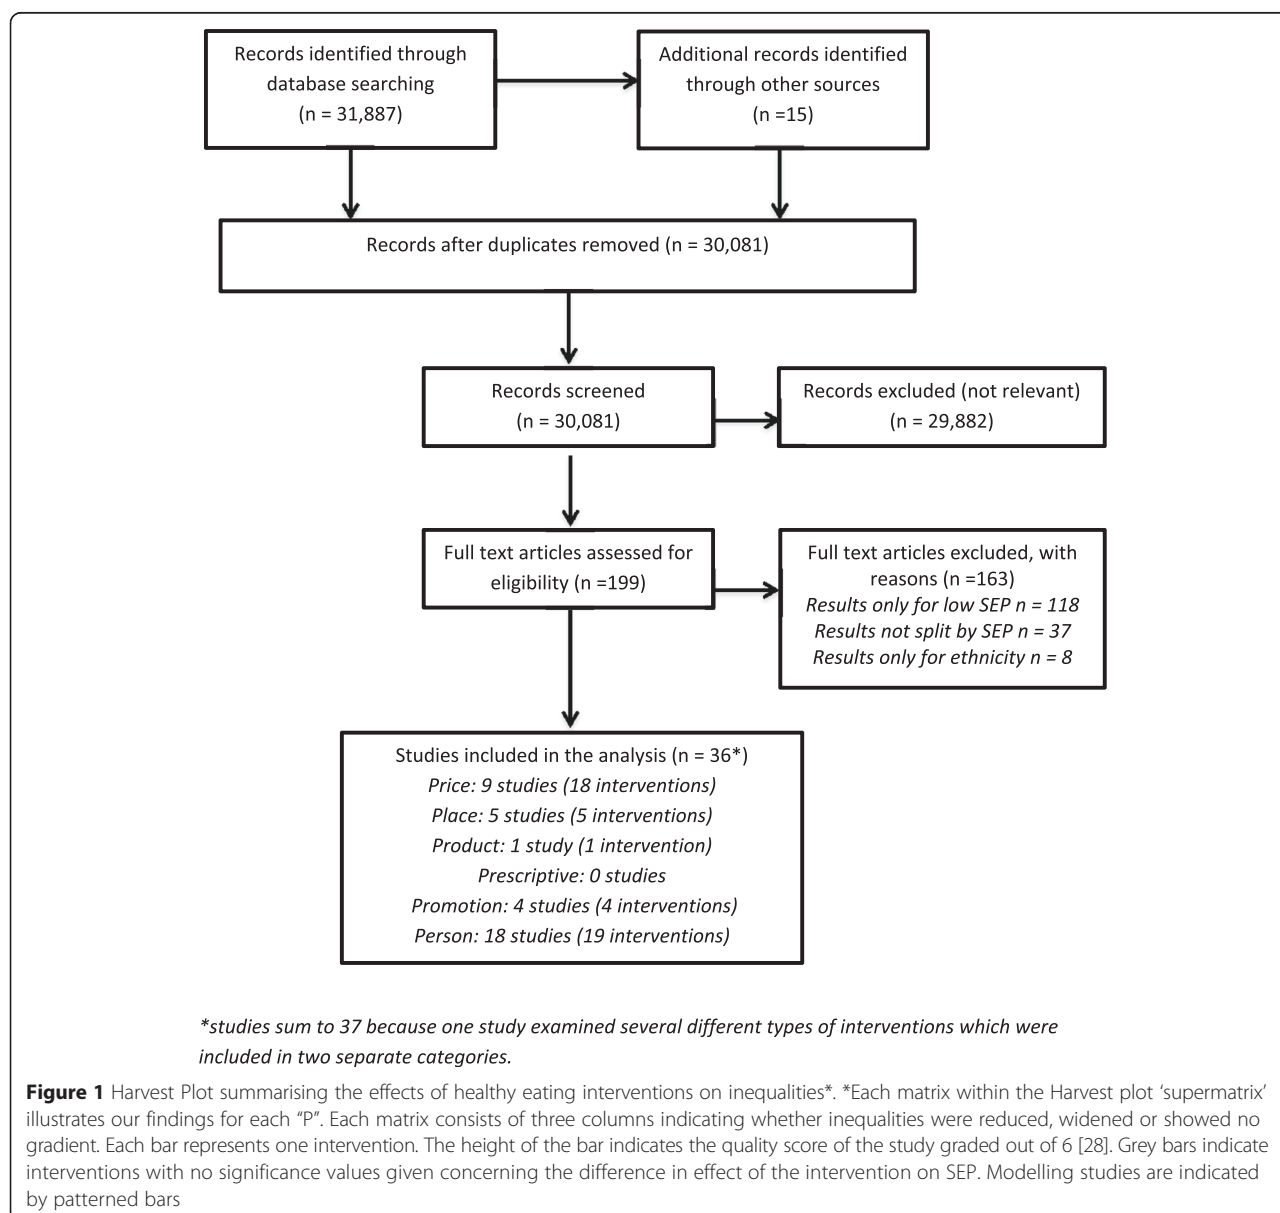 Records identified through
database searching
(n = 31,887)
Additional records identified
through other sources
(n =15)
Records after duplicates removed (n = 30,081)
Records screened
(n = 30,081)
Records excluded (not relevant)
(n = 29,882)
Full text articles assessed for
eligibility (n =199)
Full text articles excluded, with
reasons (n =163)
Results only for low SEP n = 118
Results not split by SEP n = 37
Results only for ethnicity n = 8
Studies included in the analysis (n = 36*)
Price: 9 studies (18 interventions)
Place: 5 studies (5 interventions)
Product: 1 study (1 intervention)
Prescriptive: 0 studies
Promotion: 4 studies (4 interventions)
Person: 18 studies (19 interventions)
*studies sum to 37 because one study examined several different types of interventions which were
included in two separate categories.
Figure 1 Harvest Plot summarising the effects of healthy eating interventions on inequalities*. *Each matrix within the Harvest plot ‘supermatrix’
illustrates our findings for each “P”. Each matrix consists of three columns indicating whether inequalities were reduced, widened or showed no
gradient. Each bar represents one intervention. The height of the bar indicates the quality score of the study graded out of 6 [28]. Grey bars indicate
interventions with no significance values given concerning the difference in effect of the intervention on SEP. Modelling studies are indicated
by patterned bars